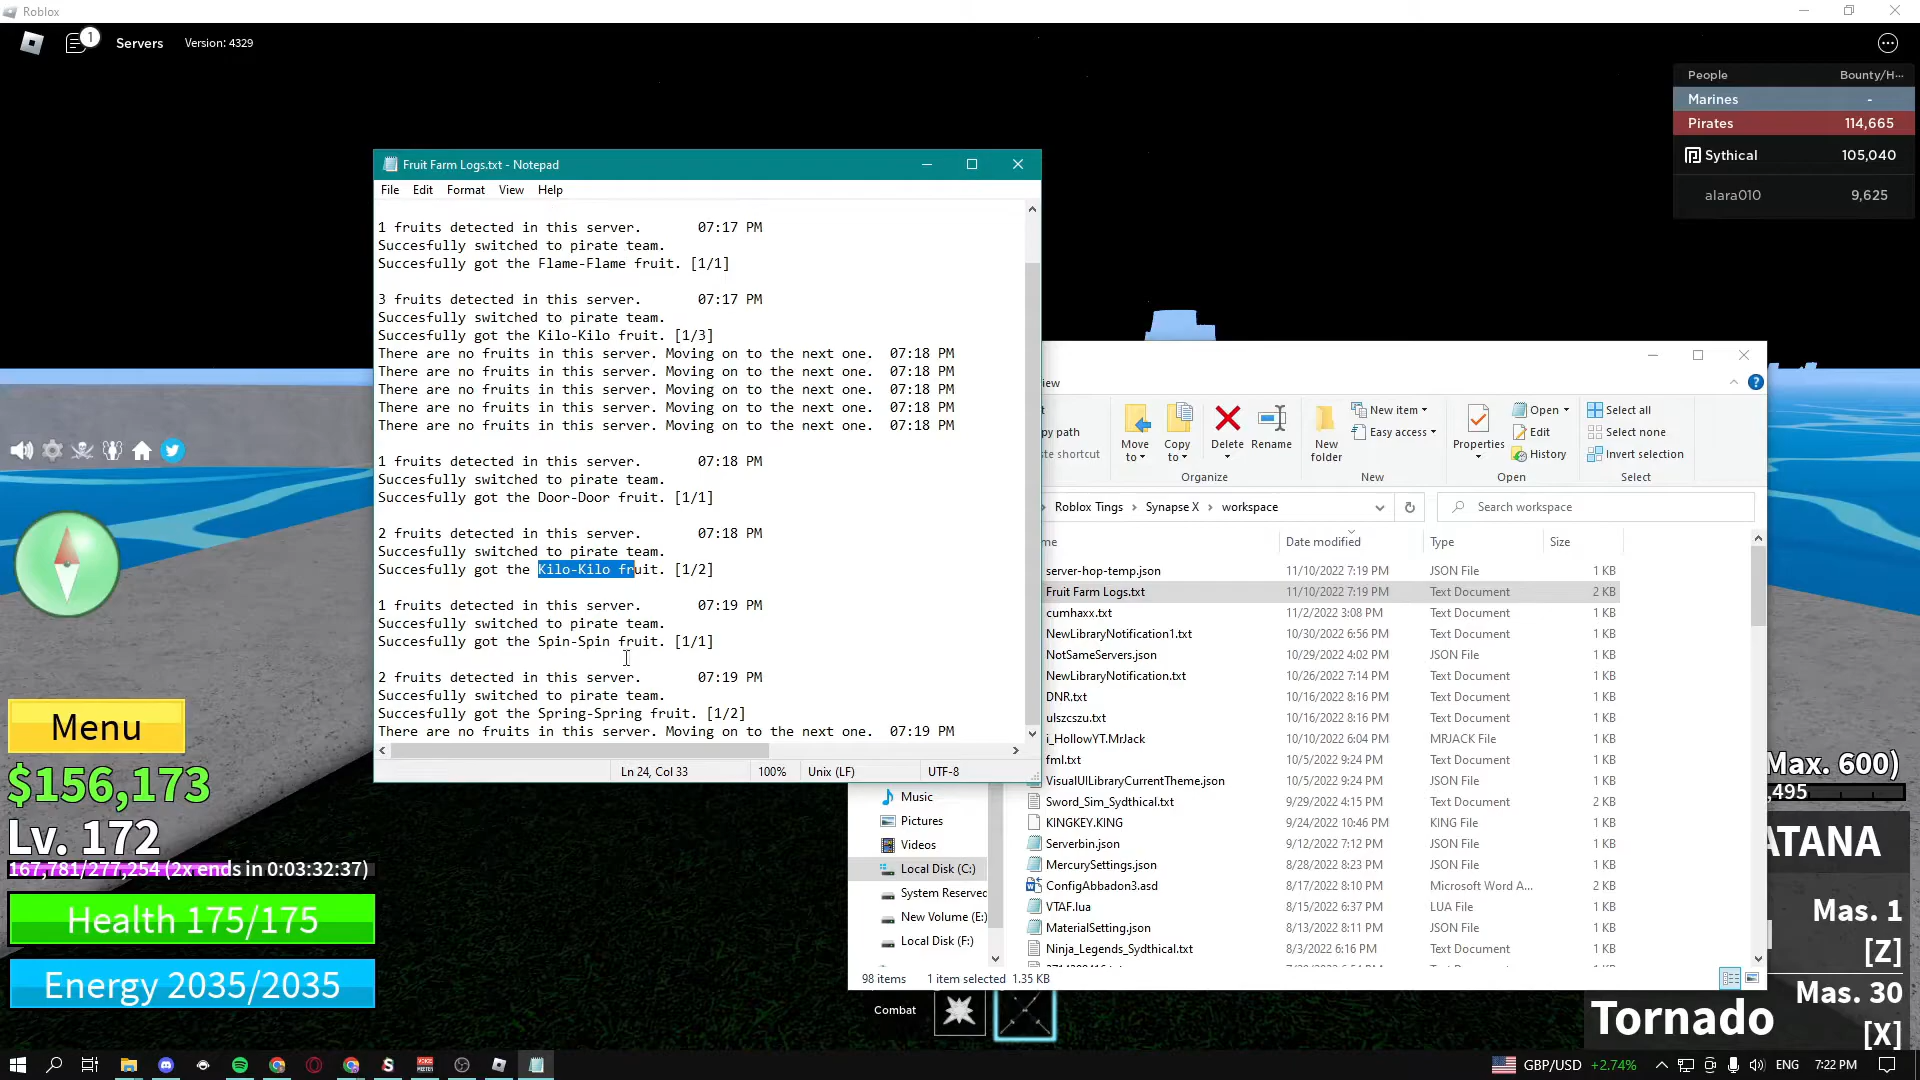 Roblox
1
Servers
Version: 4329
People
Bounty/H...
Marines
-
Pirates
114,665
Sythical
105,040
alara010
9,625
Fruit Farm Logs.txt - Notepad
File Edit Format View Help
1 fruits detected in this server. 07:17 PM
Succesfully switched to pirate team.
Succesfully got the Flame-Flame fruit. [1/1]
3 fruits detected in this server. 07:17 PM
Succesfully switched to pirate team.
Succesfully got the Kilo-Kilo fruit. [1/3]
There are no fruits in this server. Moving on to the next one. 07:18 PM
There are no fruits in this server. Moving on to the next one. 07:18 PM
There are no fruits in this server. Moving on to the next one. 07:18 PM
There are no fruits in this server. Moving on to the next one. 07:18 PM
There are no fruits in this server. Moving on to the next one. 07:18 PM
1 fruits detected in this server. 07:18 PM
Succesfully switched to pirate team.
Succesfully got the Door-Door fruit. [1/1]
2 fruits detected in this server. 07:18 PM
Succesfully switched to pirate team.
Succesfully got the Kilo-Kilo fruit. [1/2]
1 fruits detected in this server. 07:19 PM
Succesfully switched to pirate team.
Succesfully got the Spin-Spin fruit. [1/1]
2 fruits detected in this server. 07:19 PM
Succesfully switched to pirate team.
Succesfully got the Spring-Spring fruit. [1/2]
There are no fruits in this server. Moving on to the next one. 07:19 PM
Ln 24, Col 33
100%
Unix (LF)
UTF-8
iew
t
py path
te shortcut
Move to
Copy to
Delete
Rename
Organize
New folder
New item
Easy access
New
Properties
Open
Edit
History
Open
Select all
Select none
Invert selection
Select
Roblox Tings > Synapse X > workspace
Search workspace
me
Date modified
Type
Size
server-hop-temp.json 11/10/2022 7:19 PM JSON File 1 KB
Fruit Farm Logs.txt 11/10/2022 7:19 PM Text Document 2 KB
cumhaxx.txt 11/2/2022 3:08 PM Text Document 1 KB
NewLibraryNotification1.txt 10/30/2022 6:56 PM Text Document 1 KB
NotSameServers.json 10/29/2022 4:02 PM JSON File 1 KB
NewLibraryNotification.txt 10/26/2022 7:14 PM Text Document 1 KB
DNR.txt 10/16/2022 8:16 PM Text Document 1 KB
ulszcszu.txt 10/16/2022 8:16 PM Text Document 1 KB
i_HollowYT.MrJack 10/10/2022 6:04 PM MRJACK File 1 KB
fml.txt 10/5/2022 9:24 PM Text Document 1 KB
VisualUILibraryCurrentTheme.json 10/5/2022 9:24 PM JSON File 1 KB
Sword_Sim_Sydthical.txt 9/29/2022 4:15 PM Text Document 2 KB
KINGKEY.KING 9/24/2022 10:46 PM KING File 1 KB
Serverbin.json 9/12/2022 7:12 PM JSON File 1 KB
MercurySettings.json 8/28/2022 8:23 PM JSON File 1 KB
ConfigAbbadon3.asd 8/17/2022 8:10 PM Microsoft Word A... 2 KB
VTAF.lua 8/15/2022 6:37 PM LUA File 1 KB
MaterialSetting.json 8/13/2022 8:11 PM JSON File 1 KB
Ninja_Legends_Sydthical.txt 8/3/2022 6:16 PM Text Document 1 KB
Music
Pictures
Videos
Local Disk (C:)
System Reserved
New Volume (E:)
Local Disk (F:)
98 items
1 item selected 1.35 KB
Menu
$156,173
Lv. 172
167,781/277,254 (2x ends in 0:03:32:37)
Health 175/175
Energy 2035/2035
Combat
Max. 600)
,495
ATANA
Mas. 1
[Z]
Mas. 30
Tornado
[X]
GBP/USD +2.74%
ENG
7:22 PM